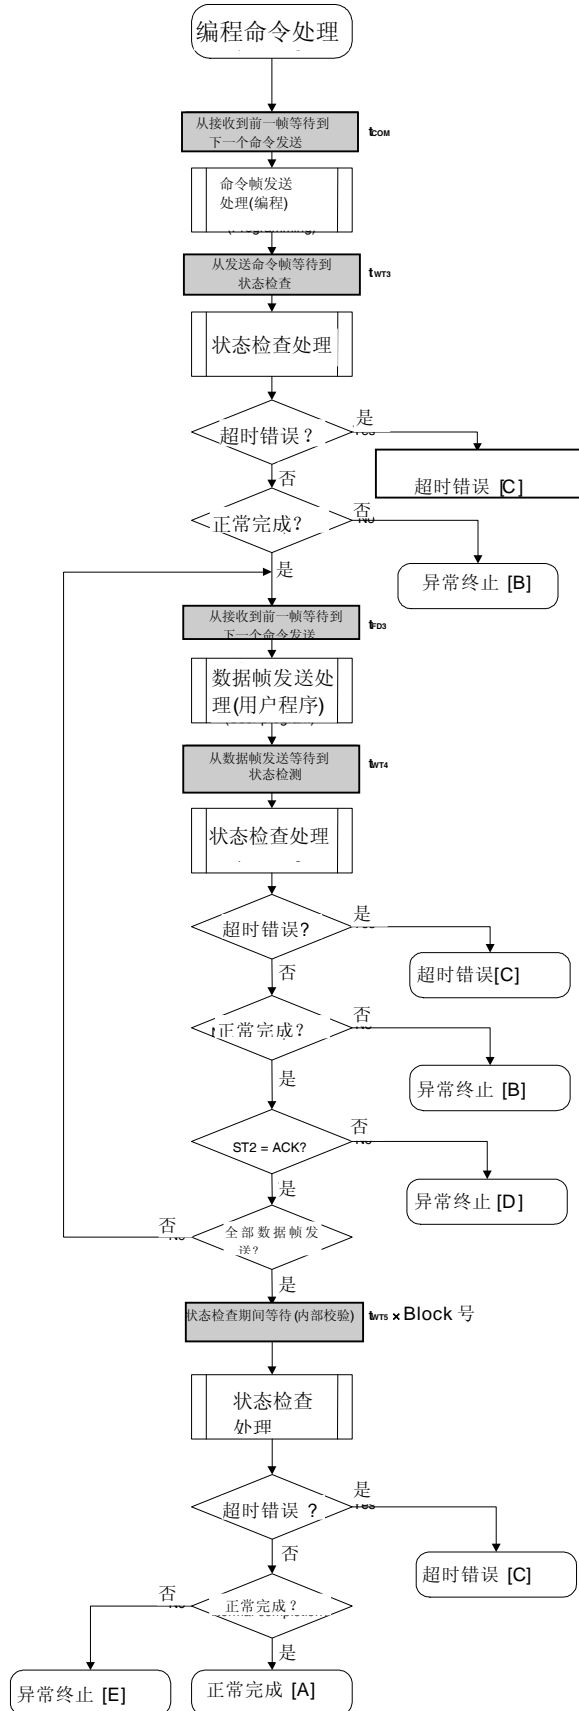 编程命令处理
从接收到前一帧等待到
下一个命令发送
tCOM
命令帧发送
处理(编程)
从发送命令帧等待到
状态检查
tWT3
状态检查处理
超时错误？
是
超时错误 [C]
否
正常完成？
否
异常终止 [B]
是
从接收到前一帧等待到
下一个命令发送
tFD3
数据帧发送处
理(用户程序)
从数据帧发送等待到
状态检测
tWT4
状态检查处理
超时错误?
是
超时错误[C]
否
正常完成？
否
异常终止 [B]
是
ST2 = ACK?
否
异常终止 [D]
是
全部数据帧发
送?
否
是
状态检查期间等待(内部校验)
tWT5 × Block 号
状态检查
处理
超时错误 ?
是
超时错误 [C]
否
正常完成？
否
是
异常终止 [E]
正常完成 [A]